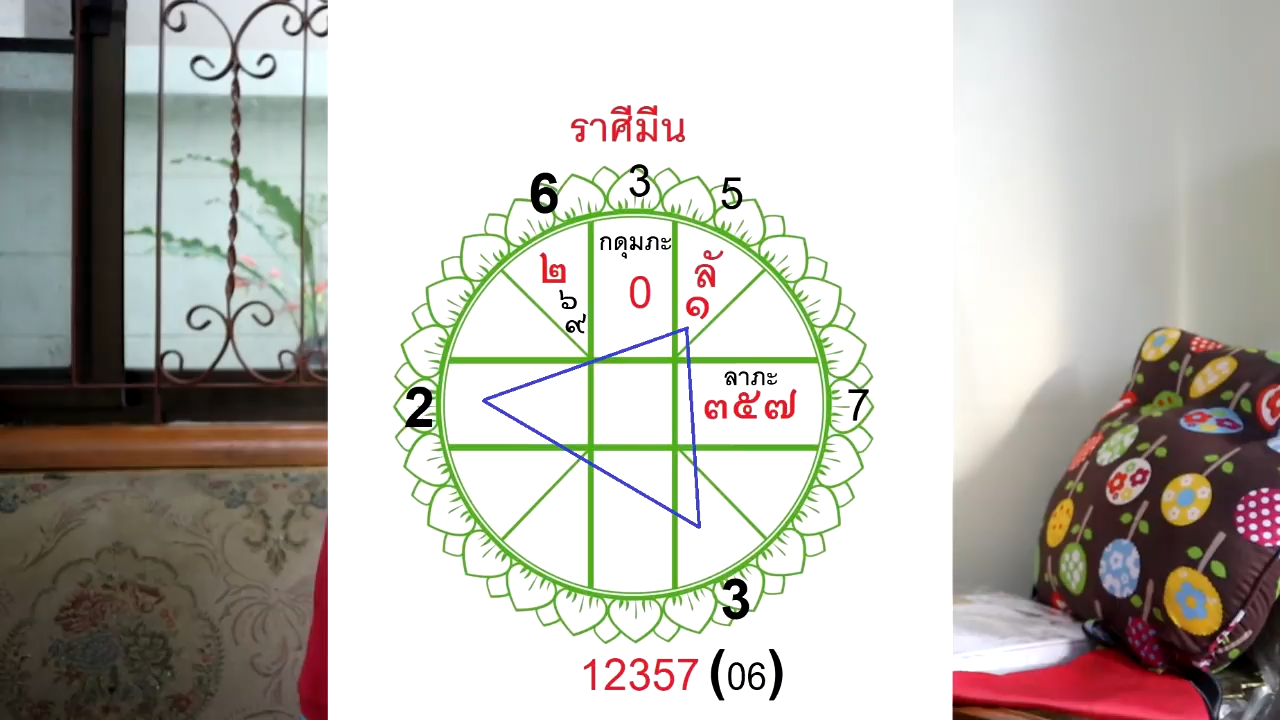 ราศีมีน
6 3 5
กดุมภะ
๒ 0 ลั
๖ ๑
๙
ลาภะ
2 ๓๕๗ 7
3
12357 (06)